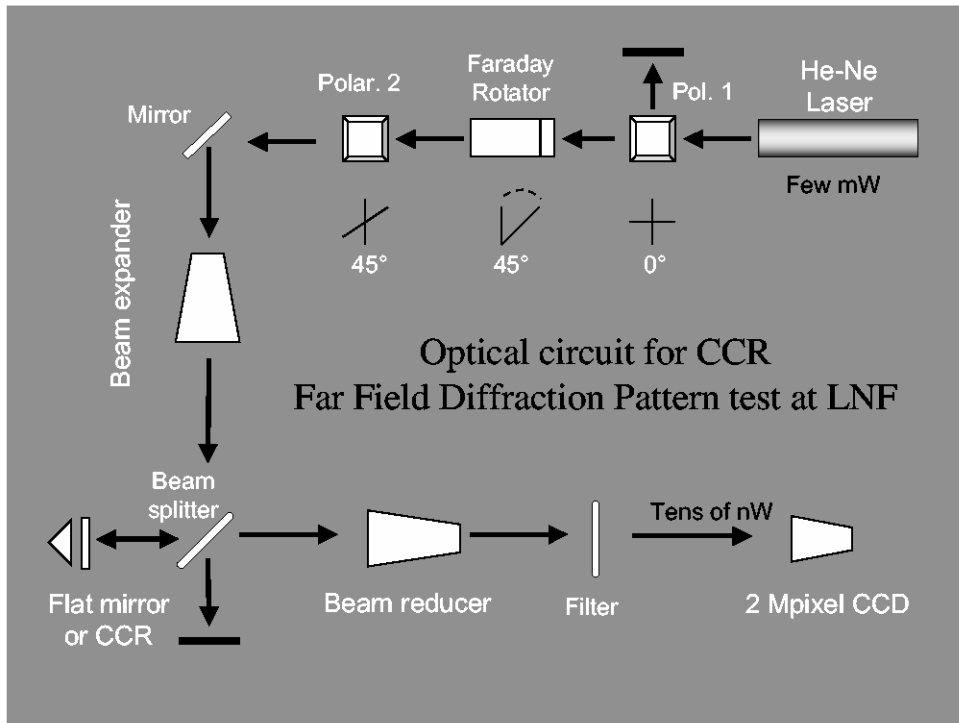 He-Ne
Laser
Few mW
Pol. 1
0°
Faraday
Rotator
45°
Polar. 2
45°
Mirror
Beam expander
Optical circuit for CCR
Far Field Diffraction Pattern test at LNF
Beam
splitter
Flat mirror
or CCR
Beam reducer
Filter
Tens of nW
2 Mpixel CCD